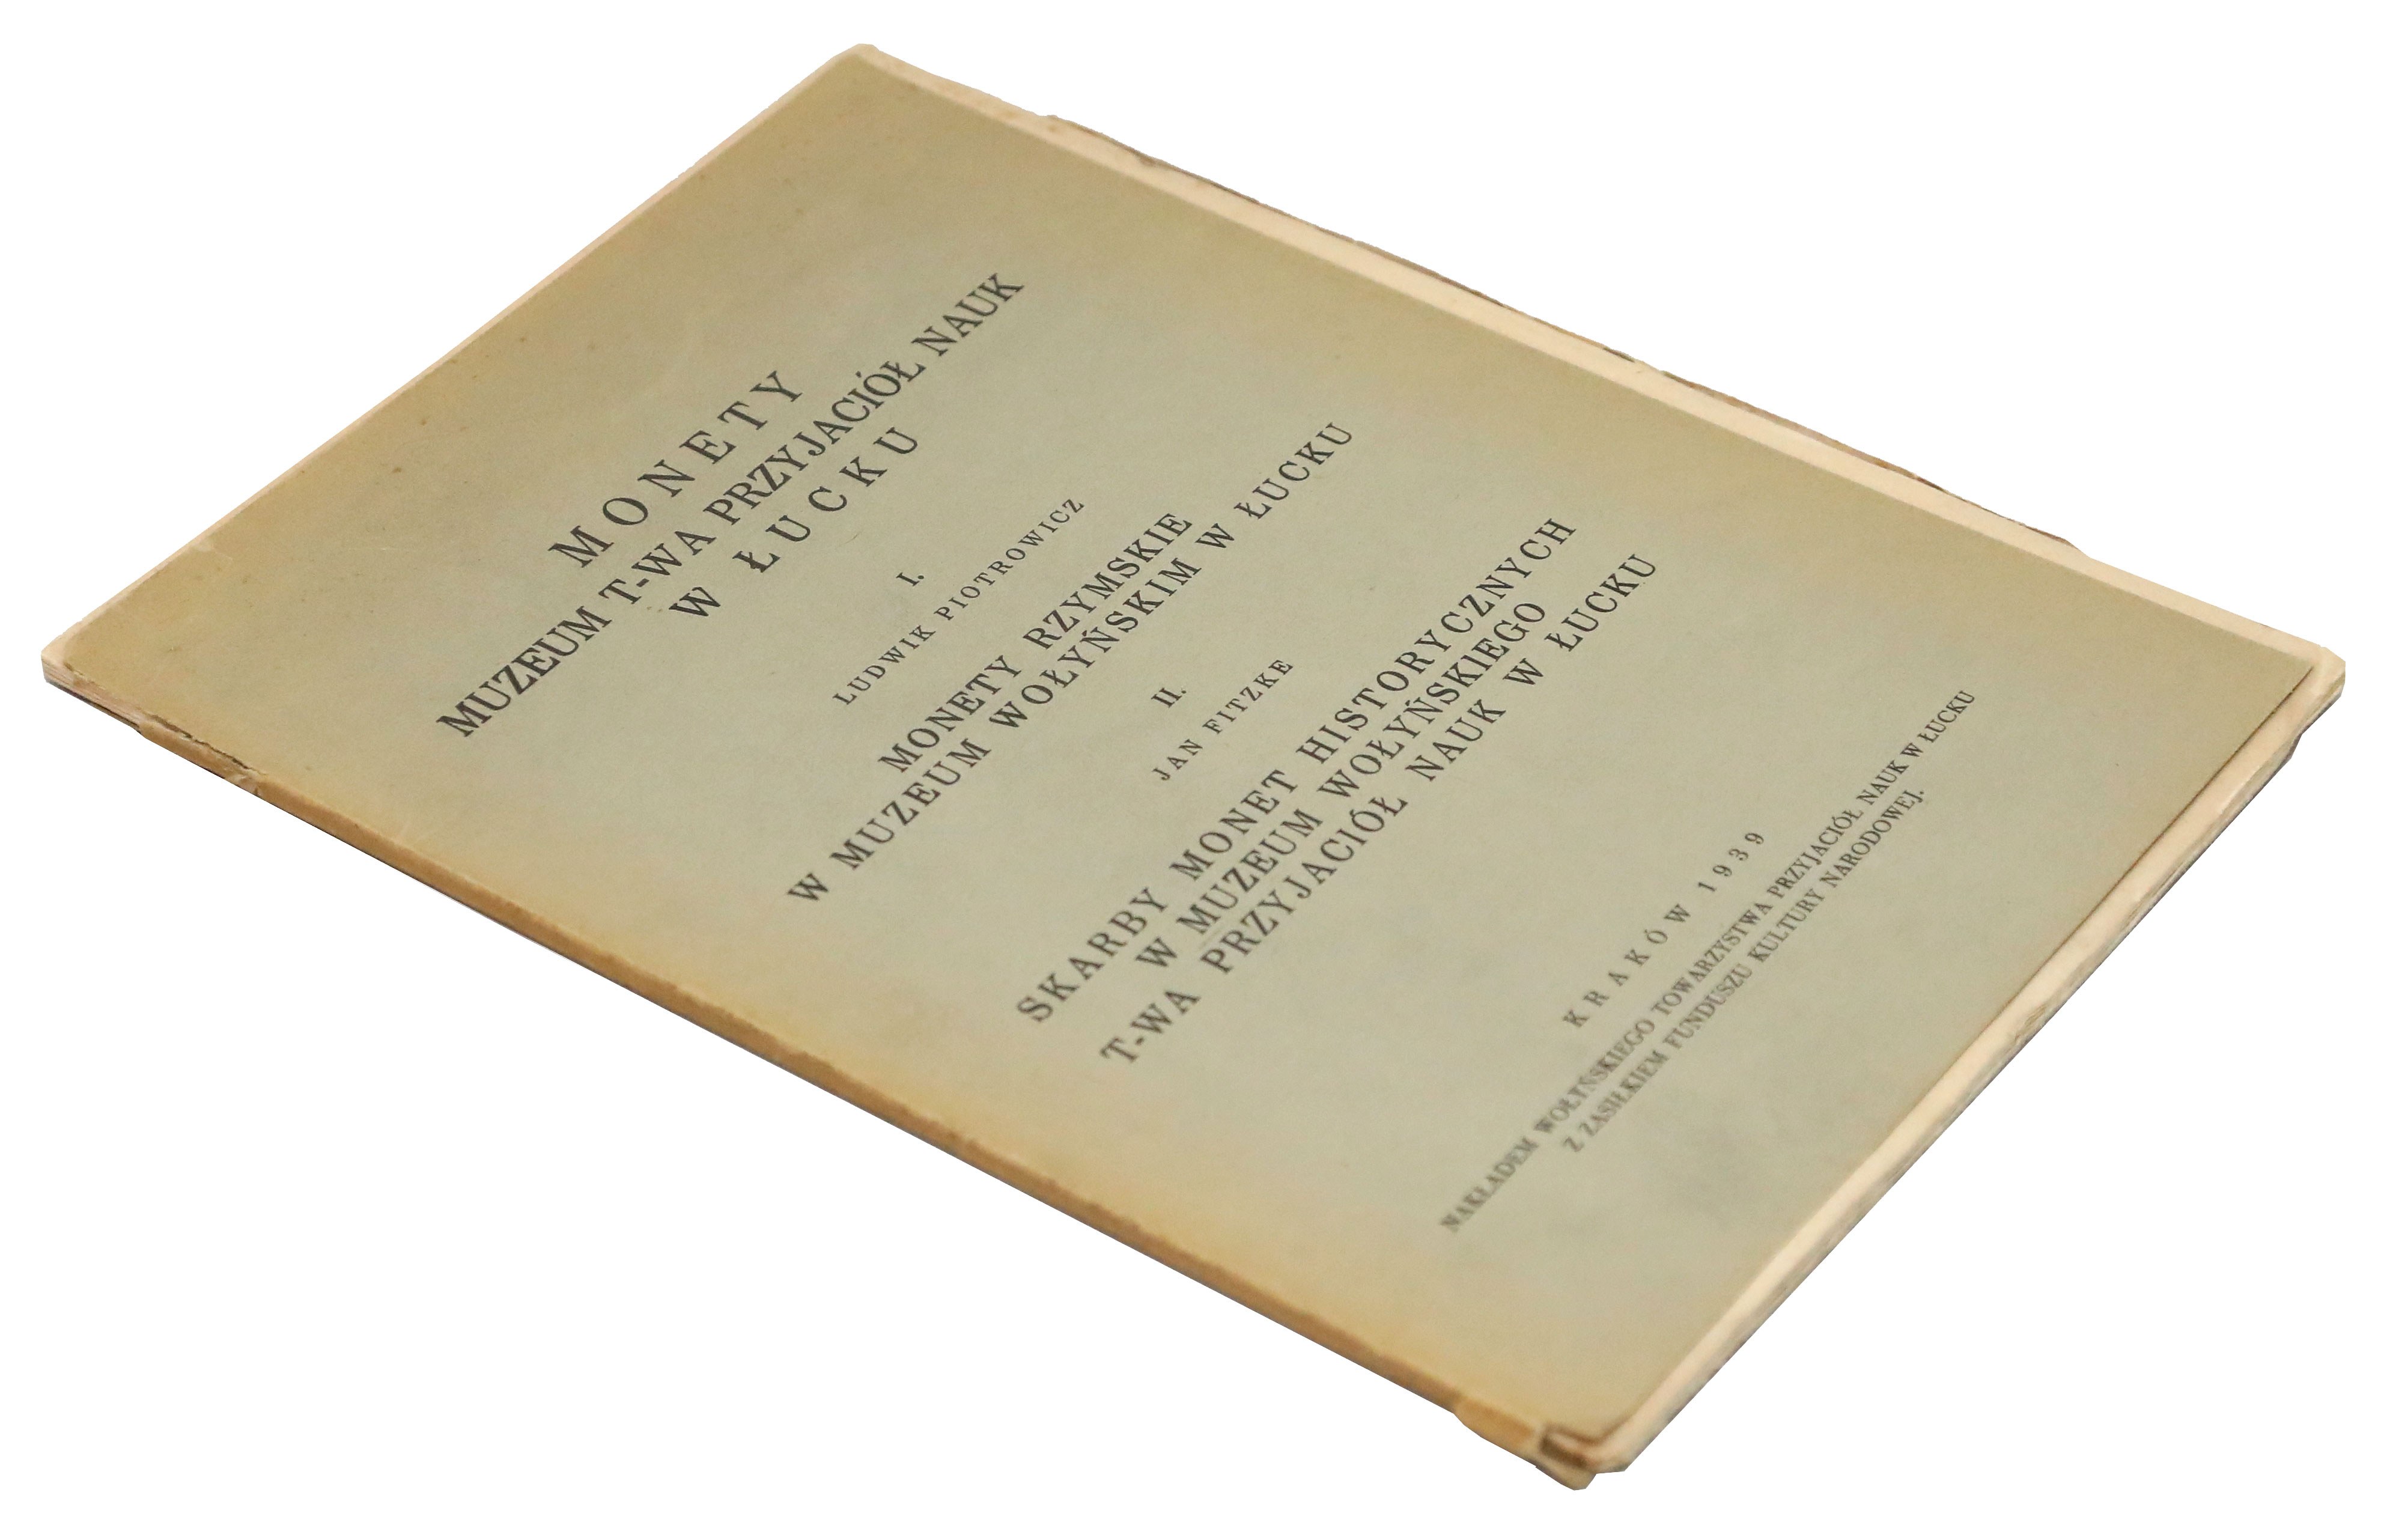 MONETY
MUZEUM T-WA PRZYJACIÓŁ NAUK
W ŁUCKU
I.
LUDWIK PIOTROWICZ
MONETY RZYMSKIE
W MUZEUM WOŁYŃSKIM W ŁUCKU
II.
JAN FITZKE
SKARBY MONET HISTORYCZNYCH
W MUZEUM WOŁYŃSKIEGO
T-WA PRZYJACIÓŁ NAUK W ŁUCKU
KRAKÓW 1939
NAKŁADEM WOŁYŃSKIEGO TOWARZYSTWA PRZYJACIÓŁ NAUK W ŁUCKU
Z ZASIŁKIEM FUNDUSZU KULTURY NARODOWEJ.